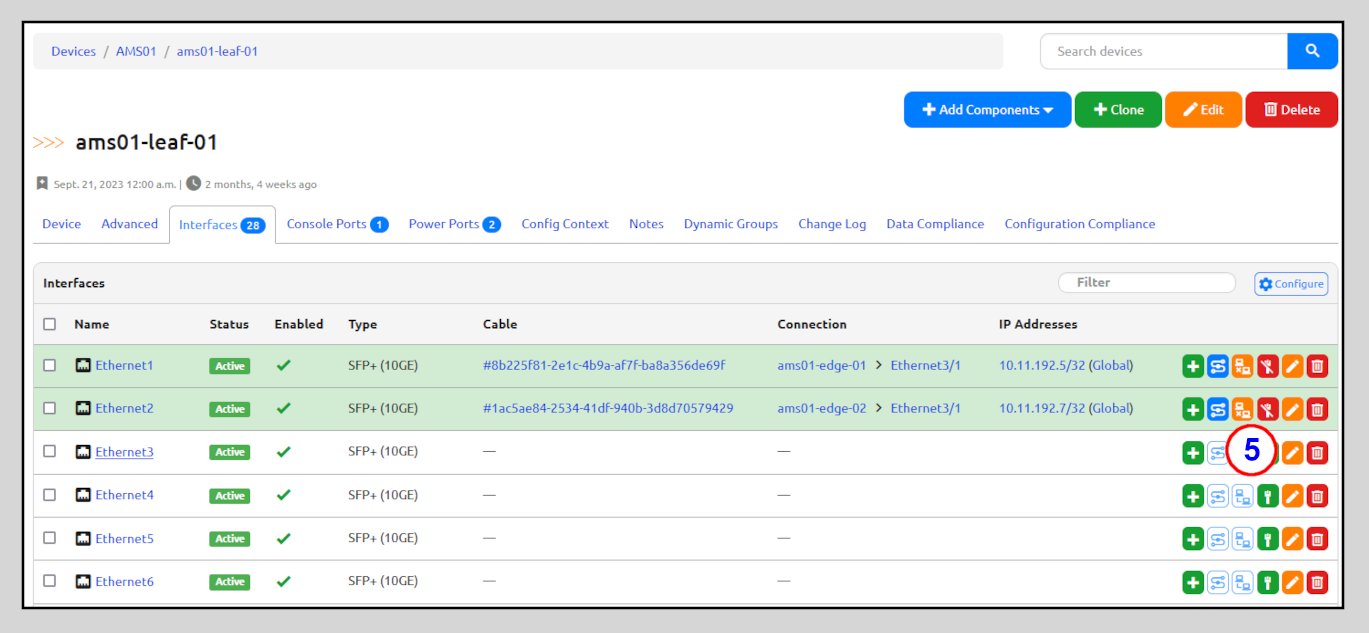 Devices / AMS01 / ams01-leaf-01
Search devices
+ Add Components
+ Clone
Edit
Delete
>>> ams01-leaf-01
Sept. 21, 2023 12:00 a.m. | 2 months, 4 weeks ago
Device Advanced Interfaces 28 Console Ports 1 Power Ports 2 Config Context Notes Dynamic Groups Change Log Data Compliance Configuration Compliance
Interfaces Filter Configure
Name Status Enabled Type Cable Connection IP Addresses
Ethernet1 Active SFP+ (10GE) #8b225f81-2e1c-4b9a-af7f-ba8a356de69f ams01-edge-01 > Ethernet3/1 10.11.192.5/32 (Global)
Ethernet2 Active SFP+ (10GE) #1ac5ae84-2534-41df-940b-3d8d70579429 ams01-edge-02 > Ethernet3/1 10.11.192.7/32 (Global)
Ethernet3 Active SFP+ (10GE) — — 5
Ethernet4 Active SFP+ (10GE) — —
Ethernet5 Active SFP+ (10GE) — —
Ethernet6 Active SFP+ (10GE) — —